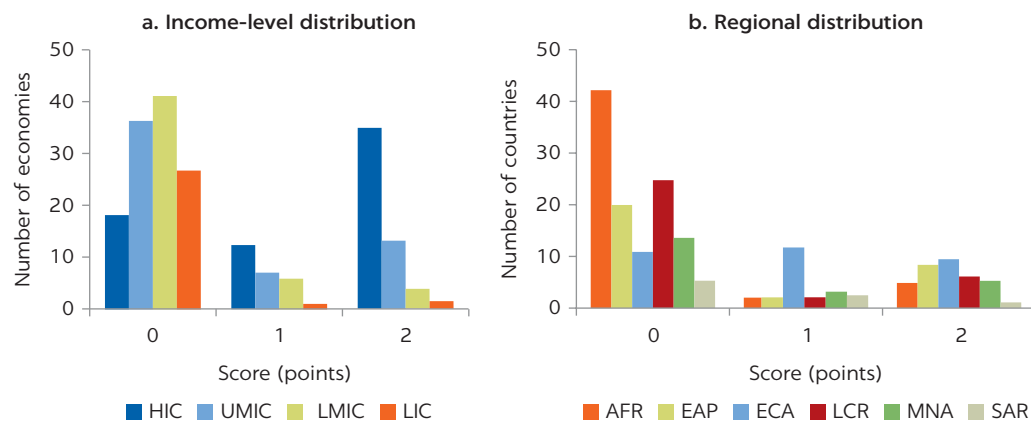 a. Income-level distribution
Number of economies
50
40
30
20
10
0
0 1 2
Score (points)
HIC UMIC LMIC LIC
b. Regional distribution
Number of countries
50
40
30
20
10
0
0 1 2
Score (points)
AFR EAP ECA LCR MNA SAR